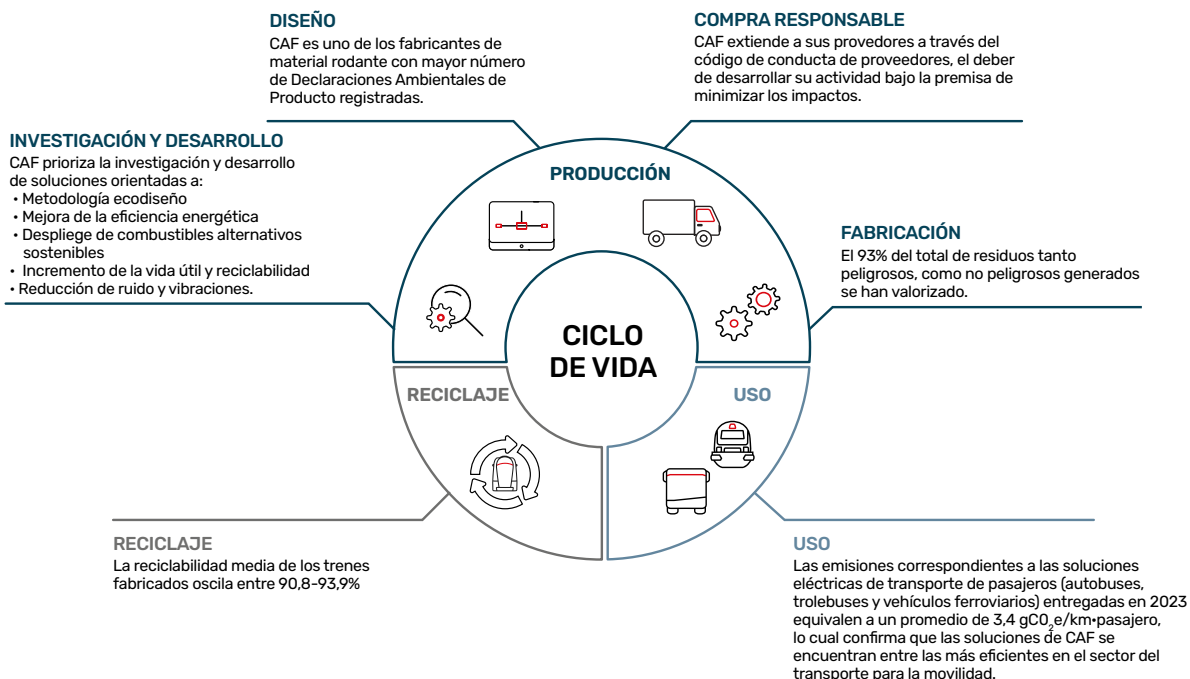 DISEÑO
CAF es uno de los fabricantes de
material rodante con mayor número
de Declaraciones Ambientales de
Producto registradas.
COMPRA RESPONSABLE
CAF extiende a sus provedores a través del
código de conducta de proveedores, el deber
de desarrollar su actividad bajo la premisa de
minimizar los impactos.
INVESTIGACIÓN Y DESARROLLO
CAF prioriza la investigación y desarrollo
de soluciones orientadas a:
• Metodología ecodiseño
• Mejora de la eficiencia energética
• Despliege de combustibles alternativos
sostenibles
• Incremento de la vida útil y reciclabilidad
• Reducción de ruido y vibraciones.
PRODUCCIÓN
FABRICACIÓN
El 93% del total de residuos tanto
peligrosos, como no peligrosos generados
se han valorizado.
CICLO
DE VIDA
RECICLAJE
USO
RECICLAJE
La reciclabilidad media de los trenes
fabricados oscila entre 90,8-93,9%
USO
Las emisiones correspondientes a las soluciones
eléctricas de transporte de pasajeros (autobuses,
trolebuses y vehículos ferroviarios) entregadas en 2023
equivalen a un promedio de 3,4 gC0₂e/km•pasajero,
lo cual confirma que las soluciones de CAF se
encuentran entre las más eficientes en el sector del
transporte para la movilidad.